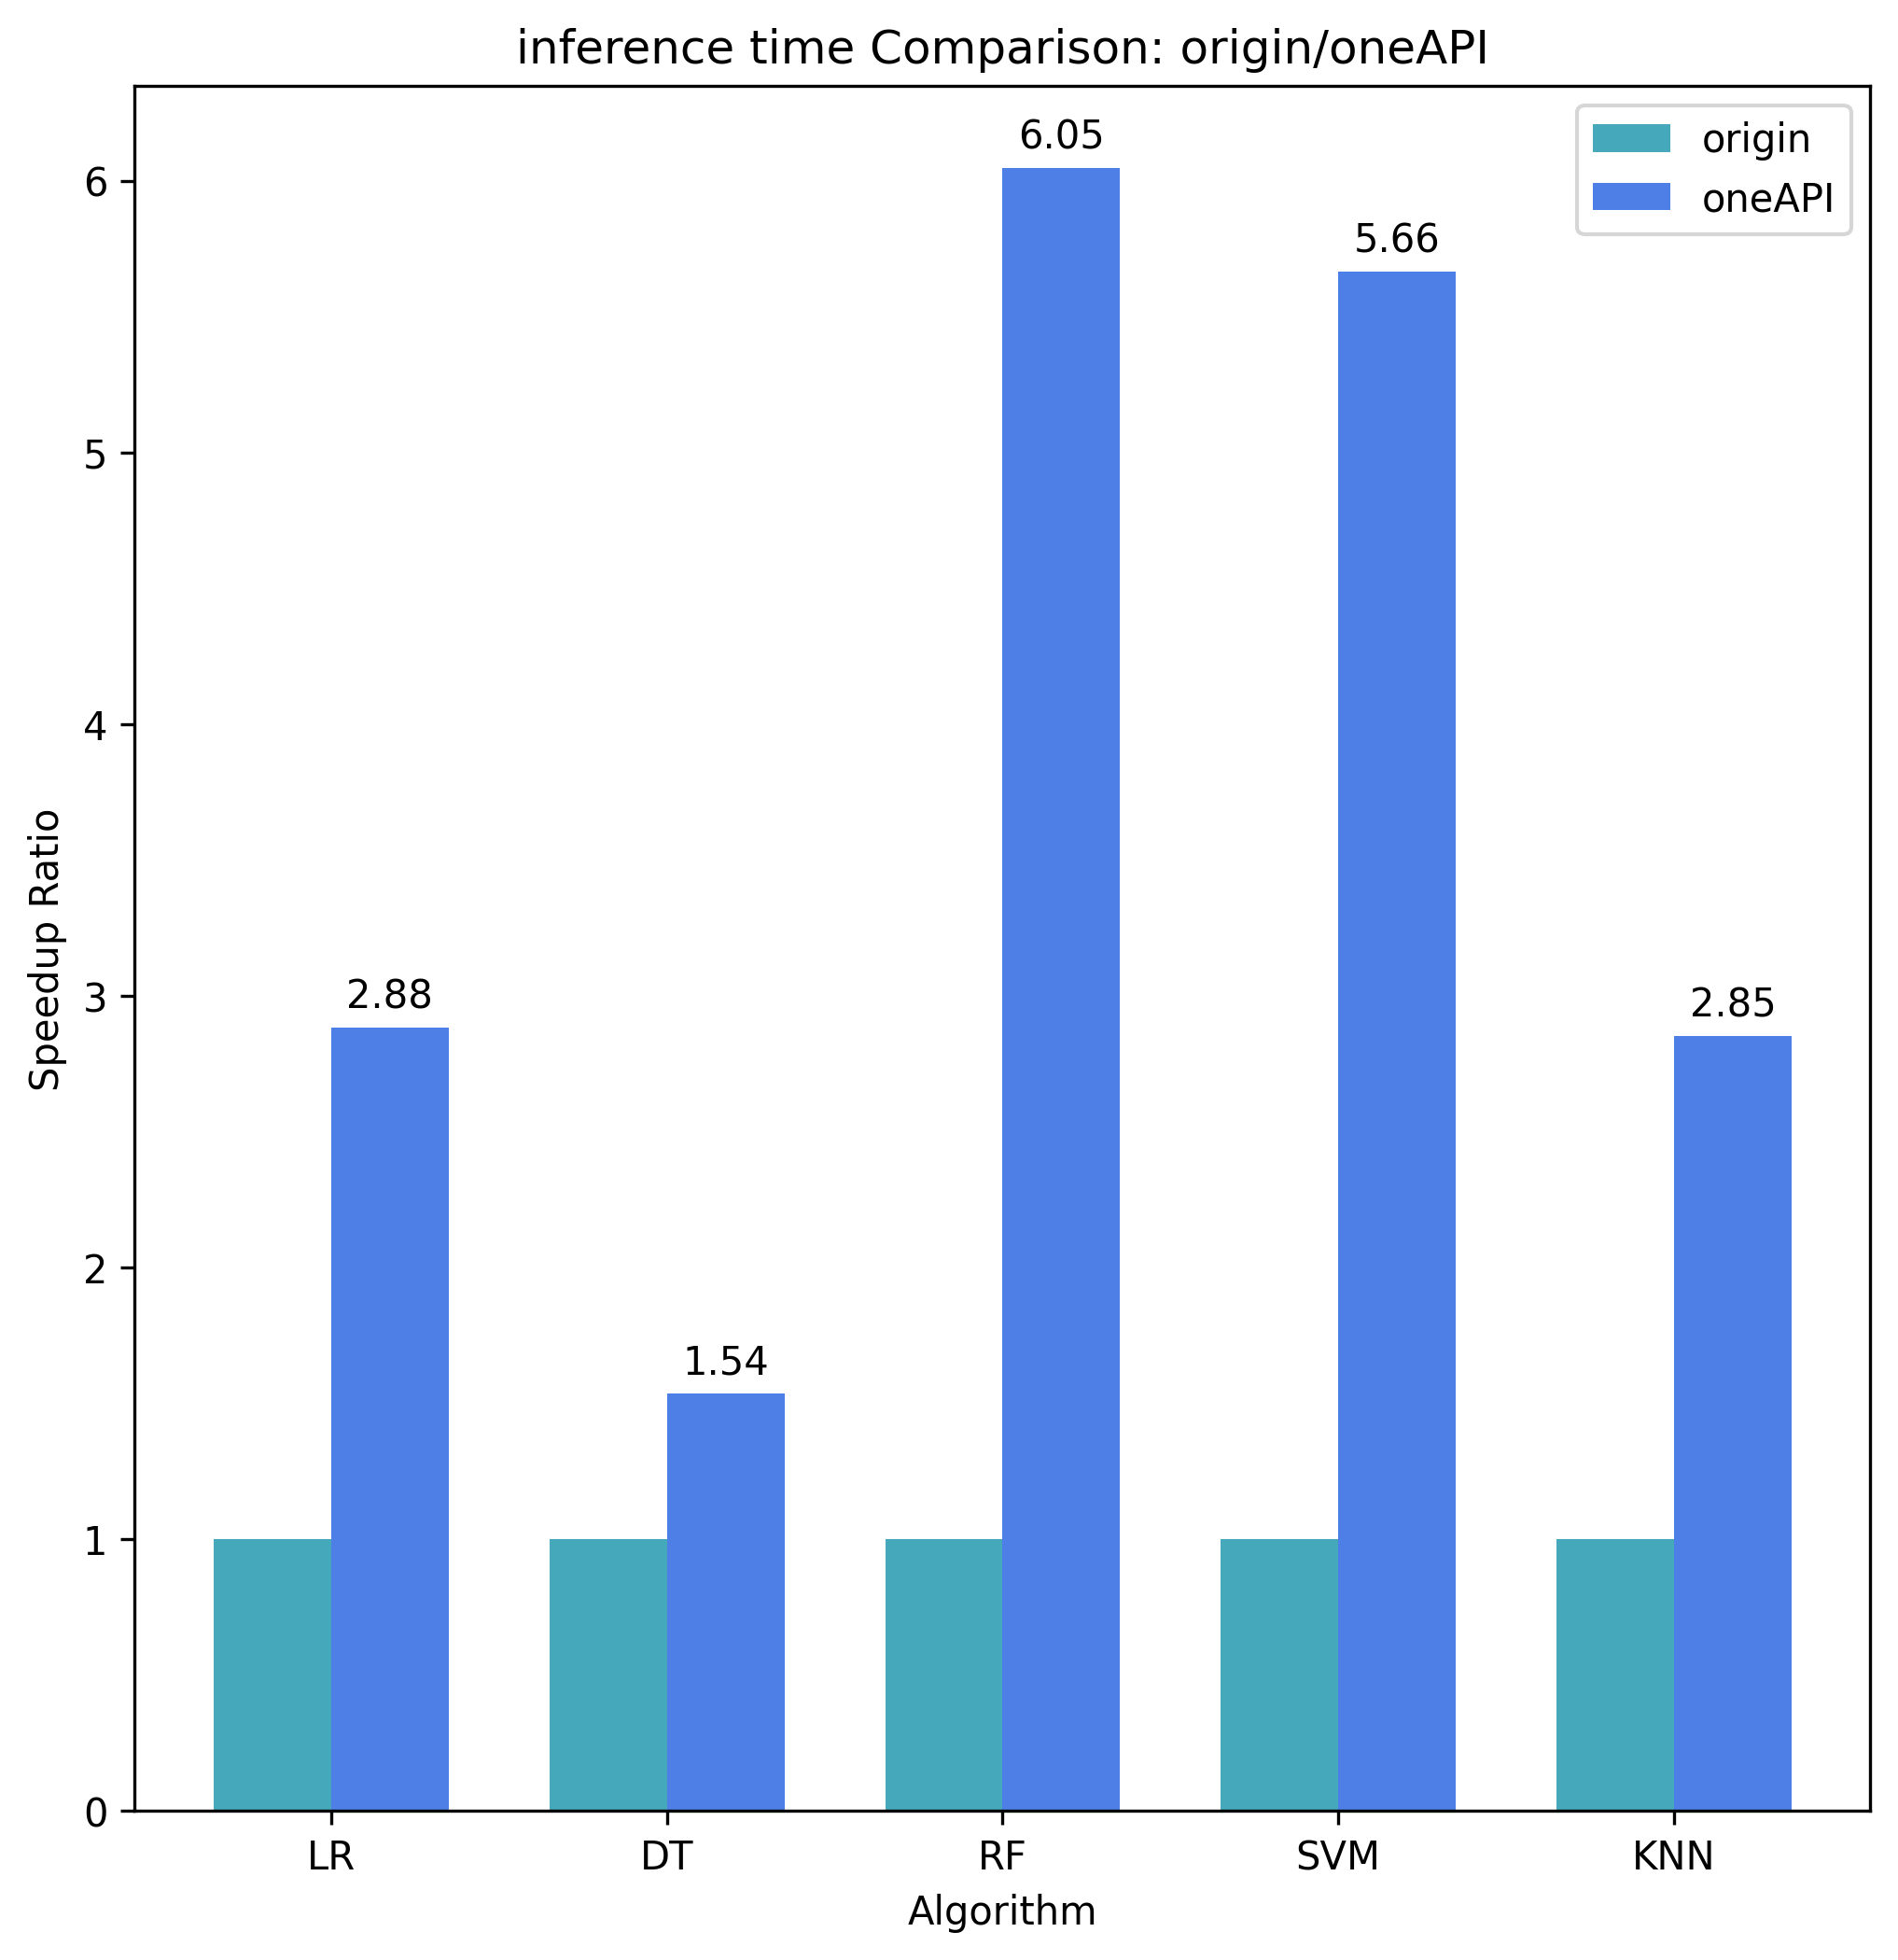 inference time Comparison: origin/oneAPI
origin
oneAPI
6.05
5.66
2.88
2.85
1.54
6
5
4
3
2
1
0
Speedup Ratio
LR DT RF SVM KNN
Algorithm